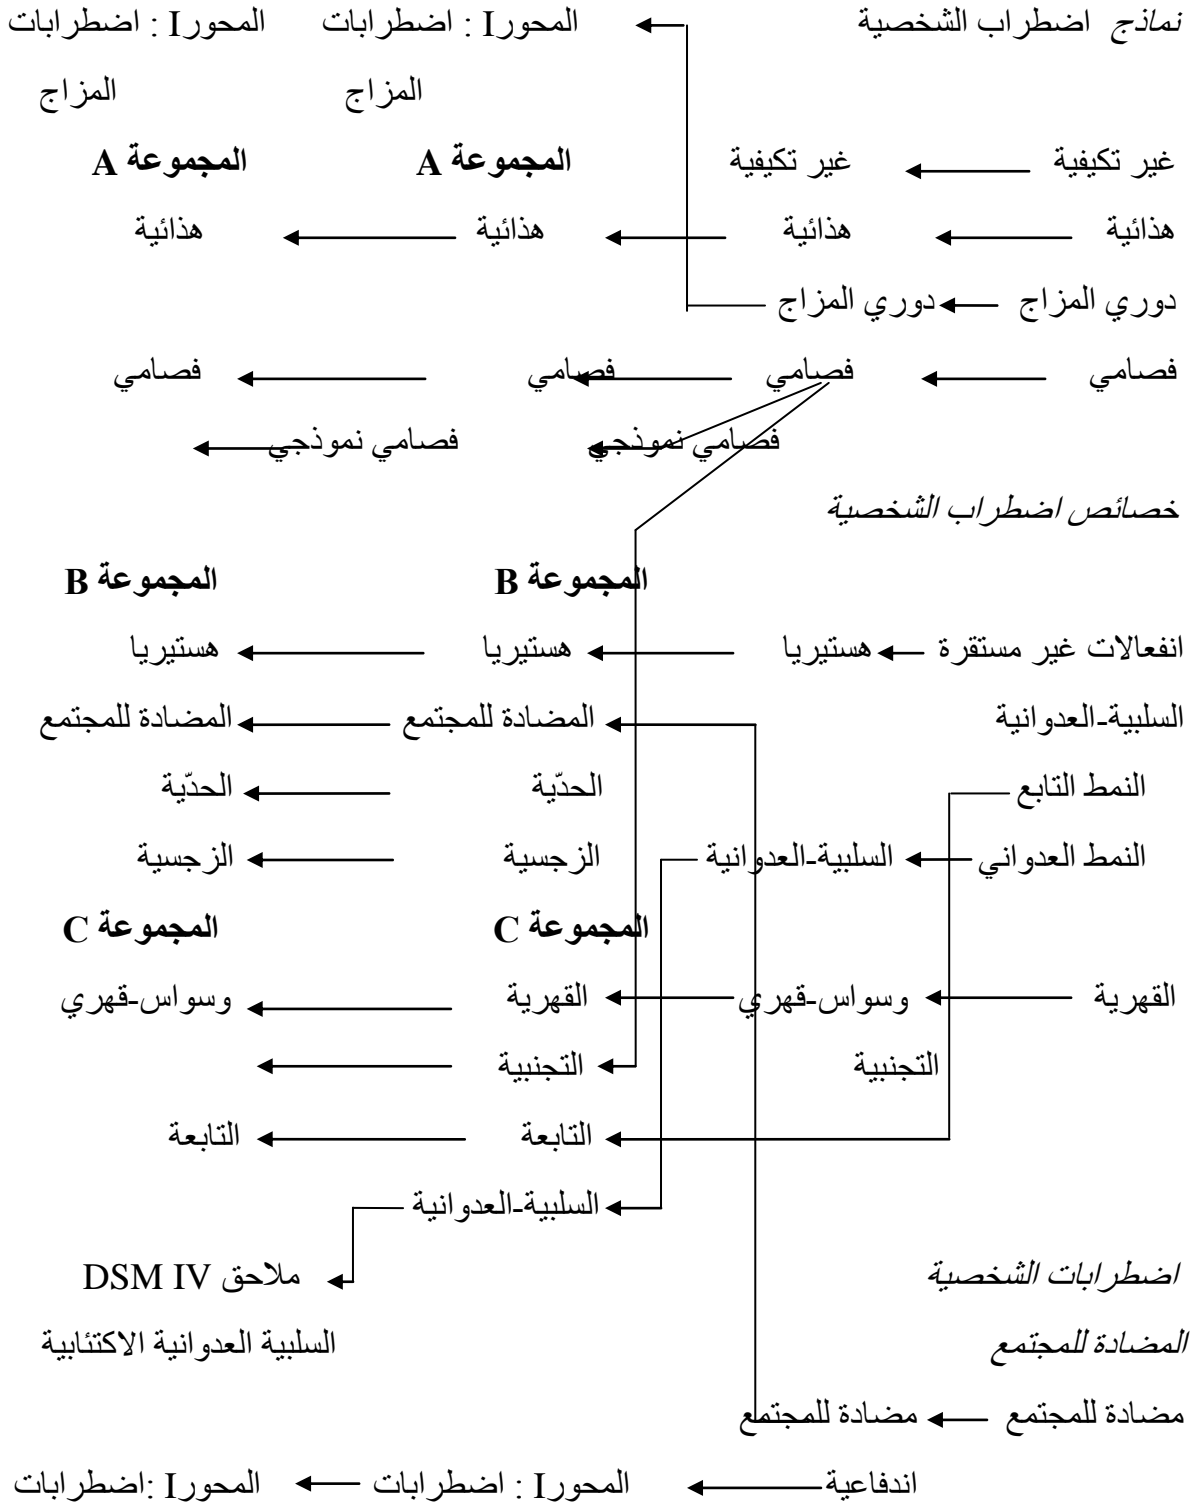 نماذج اضطراب الشخصية المحورI : اضطرابات المحورI : اضطرابات
المزاج المزاج
غير تكيفية غير تكيفية المجموعة A المجموعة A
هذائية هذائية هذائية هذائية
دوري المزاج دوري المزاج
فصامي فصامي فصامي فصامي
فصامي نموذجي فصامي نموذجي
خصائص اضطراب الشخصية
المجموعة B المجموعة B
انفعالات غير مستقرة هستيريا هستيريا هستيريا
السلبية-العدوانية المضادة للمجتمع المضادة للمجتمع
النمط التابع الحدّية الحدّية
النمط العدواني السلبية-العدوانية الزجسية الزجسية
المجموعة C المجموعة C
القهرية وسواس-قهري القهرية وسواس-قهري
التجنبية التجنبية
التابعة التابعة
السلبية-العدوانية
اضطرابات الشخصية ملاحق DSM IV
المضادة للمجتمع السلبية العدوانية الاكتئابية
مضادة للمجتمع مضادة للمجتمع
اندفاعية المحورI : اضطرابات المحورI :اضطرابات